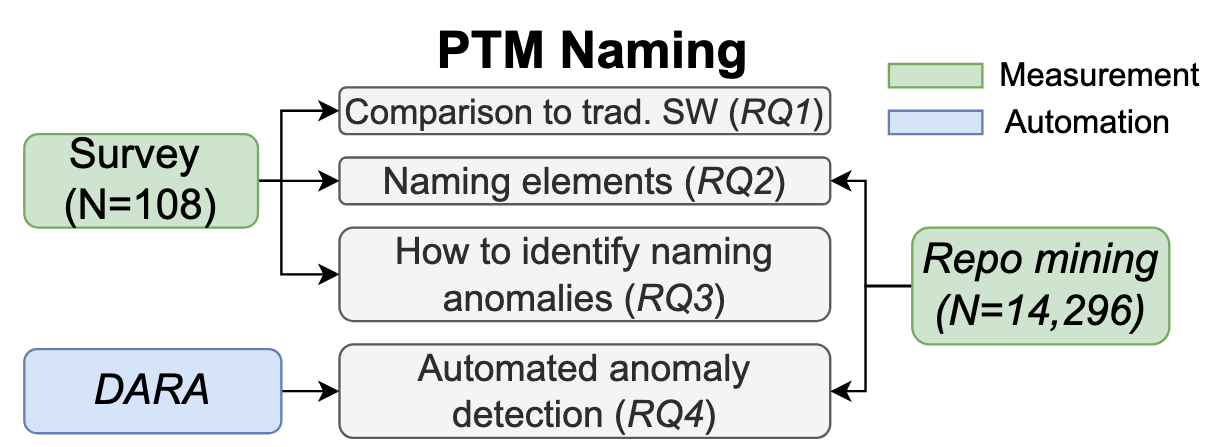 PTM Naming
Measurement
Automation
Survey
(N=108)
Comparison to trad. SW (RQ1)
Naming elements (RQ2)
How to identify naming
anomalies (RQ3)
Repo mining
(N=14,296)
DARA
Automated anomaly
detection (RQ4)